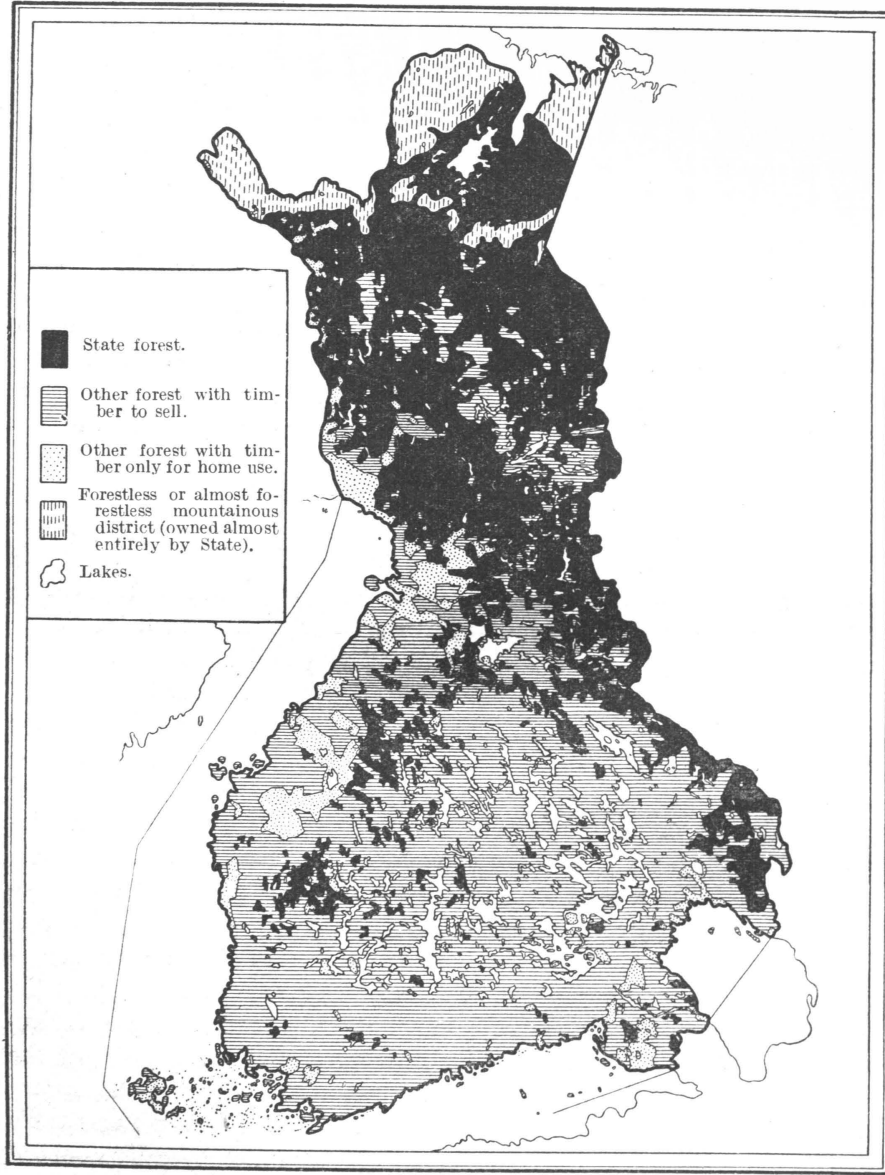 State forest.
Other forest with tim-
ber to sell.
Other forest with tim-
ber only for home use.
Forestless or almost fo-
restless mountainous
district (owned almost
entirely by State).
Lakes.